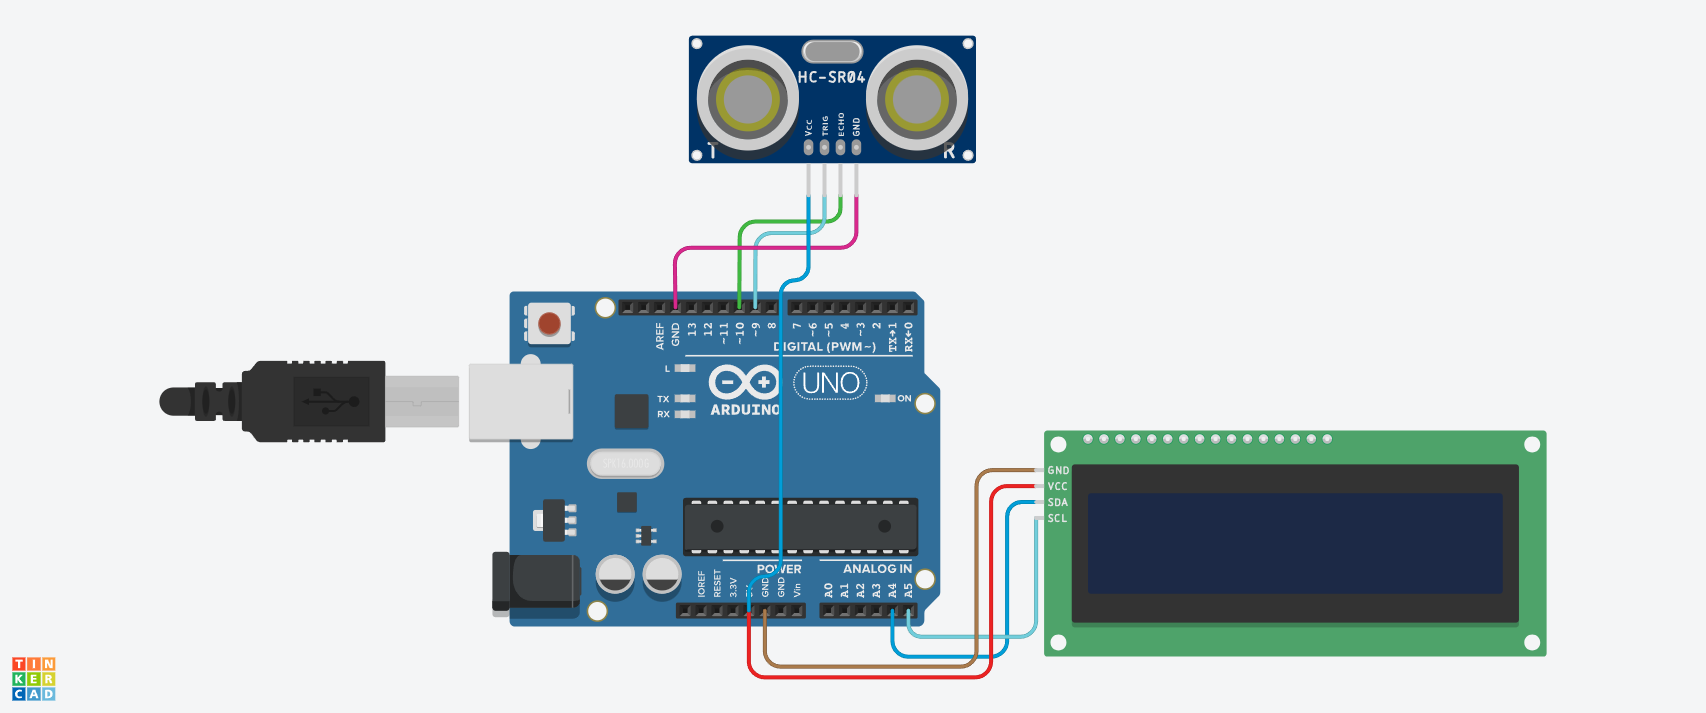 HC-SR04
Vcc
TRIG
ECHO
GND
T
R
AREF
GND
13
12
~11
~10
~9
8
7
~6
~5
4
~3
2
TX→1
RX←0
DIGITAL (PWM~)
L
TX
RX
ARDUINO
UNO
ON
POWER
ANALOG IN
IOREF
RESET
3.3V
GND
GND
Vin
A0
A1
A2
A3
A4
A5
GND
VCC
SDA
SCL
TIN
KER
CAD